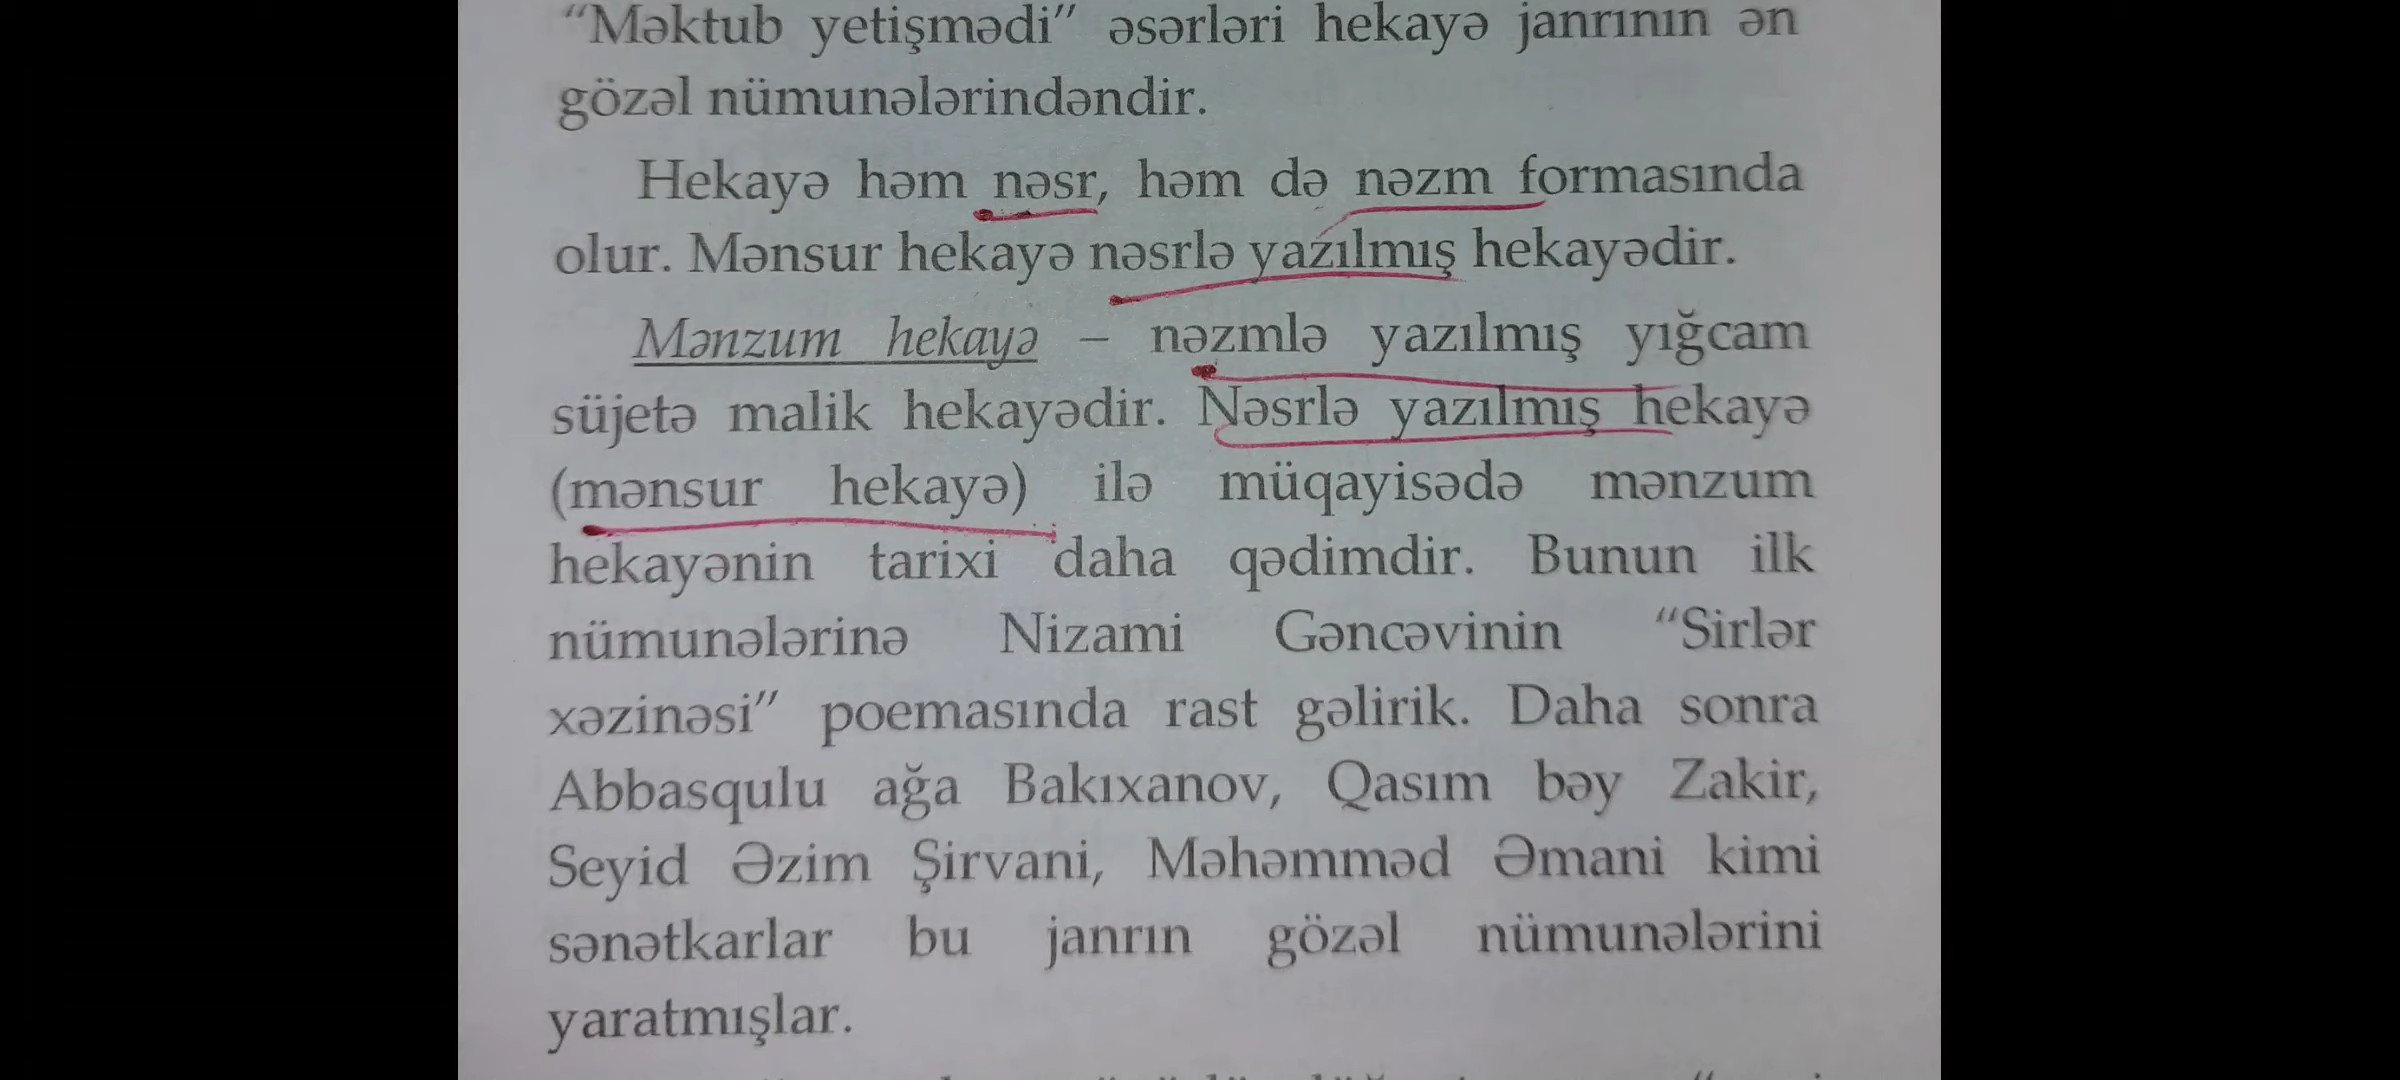 “Məktub yetişmədi” əsərləri hekayə janrının ən
gözəl nümunələrindəndir.
Hekayə həm nəsr, həm də nəzm formasında
olur. Mənsur hekayə nəsrlə yazılmış hekayədir.
Mənzum hekayə – nəzmlə yazılmış yığcam
süjetə malik hekayədir. Nəsrlə yazılmış hekayə
(mənsur hekayə) ilə müqayisədə mənzum
hekayənin tarixi daha qədimdir. Bunun ilk
nümunələrinə Nizami Gəncəvinin “Sirlər
xəzinəsi” poemasında rast gəlirik. Daha sonra
Abbasqulu ağa Bakıxanov, Qasım bəy Zakir,
Seyid Əzim Şirvani, Məhəmməd Əmani kimi
sənətkarlar bu janrın gözəl nümunələrini
yaratmışlar.